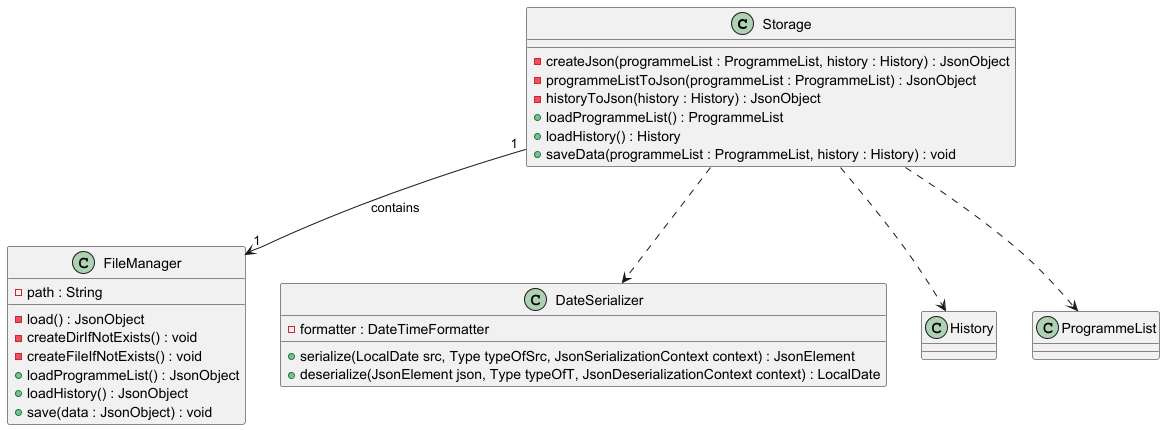 C Storage
createJson(programmeList : ProgrammeList, history : History) : JsonObject
programmeListToJson(programmeList : ProgrammeList) : JsonObject
historyToJson(history : History) : JsonObject
loadProgrammeList() : ProgrammeList
loadHistory() : History
saveData(programmeList : ProgrammeList, history : History) : void
1
contains
1
C FileManager
path : String
load() : JsonObject
createDirIfNotExists() : void
createFileIfNotExists() : void
loadProgrammeList() : JsonObject
loadHistory() : JsonObject
save(data : JsonObject) : void
C DateSerializer
formatter : DateTimeFormatter
serialize(LocalDate src, Type typeOfSrc, JsonSerializationContext context) : JsonElement
deserialize(JsonElement json, Type typeOfT, JsonDeserializationContext context) : LocalDate
C History
C ProgrammeList